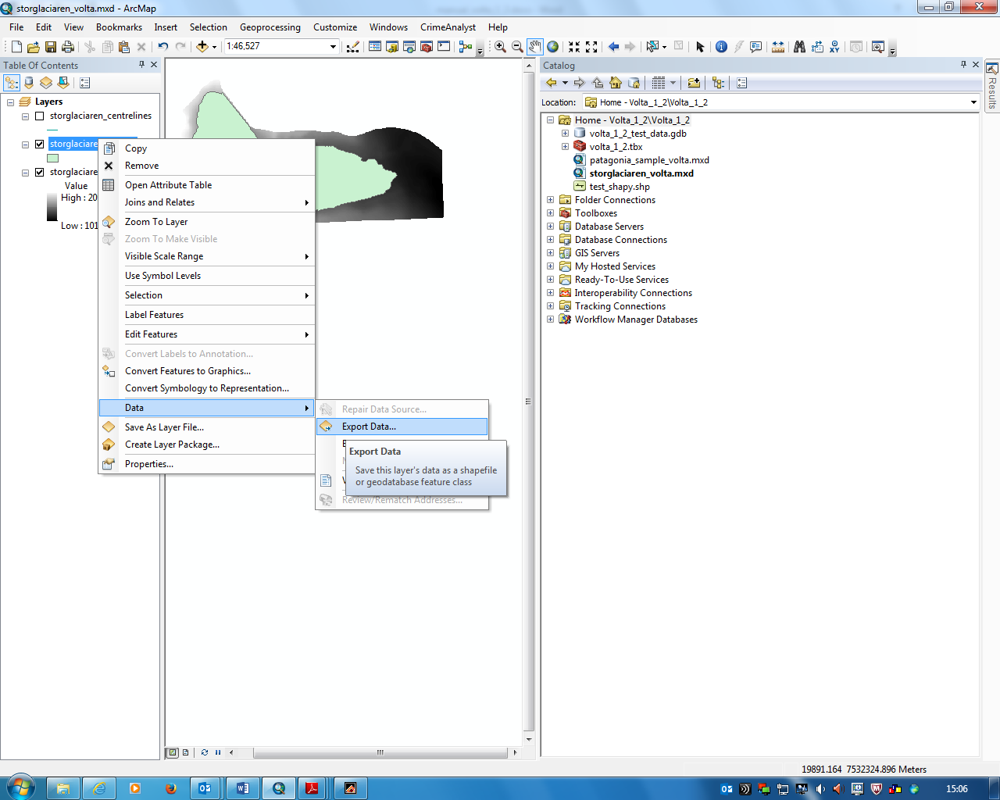 storglaciaren_volta.mxd - ArcMap
File Edit View Bookmarks Insert Selection Geoprocessing Customize Windows CrimeAnalyst Help
1:46,527
Table Of Contents
Layers
storglaciaren_centrelines
storglaciare
storglaciare
Value
High : 20
Low : 101
Copy
Remove
Open Attribute Table
Joins and Relates
Zoom To Layer
Zoom To Make Visible
Visible Scale Range
Use Symbol Levels
Selection
Label Features
Edit Features
Convert Labels to Annotation...
Convert Features to Graphics...
Convert Symbology to Representation...
Data
Save As Layer File...
Create Layer Package...
Properties...
Repair Data Source...
Export Data...
Export Data
Save this layer's data as a shapefile
or geodatabase feature class
Review/Rematch Addresses...
Catalog
Location: Home - Volta_1_2\Volta_1_2
Home - Volta_1_2\Volta_1_2
volta_1_2_test_data.gdb
volta_1_2.tbx
patagonia_sample_volta.mxd
storglaciaren_volta.mxd
test_shapy.shp
Folder Connections
Toolboxes
Database Servers
Database Connections
GIS Servers
My Hosted Services
Ready-To-Use Services
Interoperability Connections
Tracking Connections
Workflow Manager Databases
Results
19891.164 7532324.896 Meters
15:06